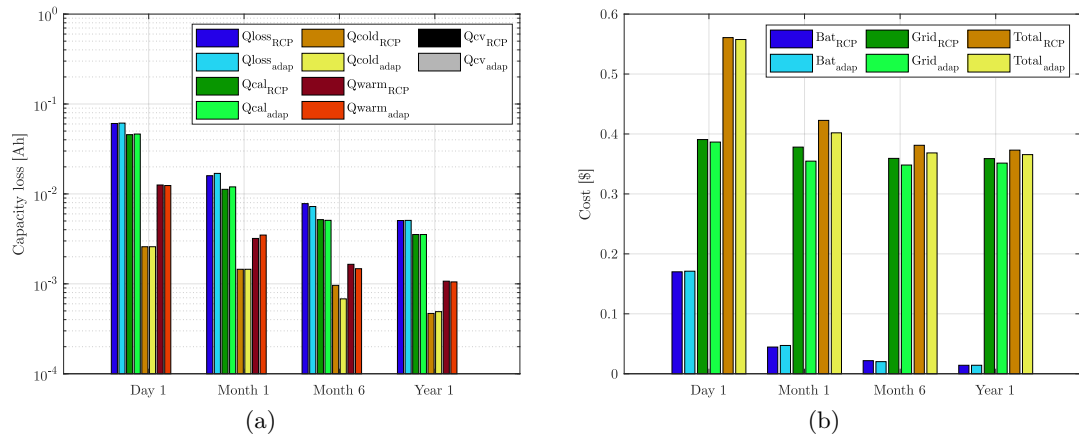 10^0
10^-1
10^-2
10^-3
10^-4
Capacity loss [Ah]
Qloss_RCP Qcold_RCP Qcv_RCP
Qloss_adap Qcold_adap Qcv_adap
Qcal_RCP Qwarm_RCP
Qcal_adap Qwarm_adap
Day 1 Month 1 Month 6 Year 1
(a)
0.6
0.5
0.4
0.3
0.2
0.1
0
Cost [$]
Bat_RCP Grid_RCP Total_RCP
Bat_adap Grid_adap Total_adap
Day 1 Month 1 Month 6 Year 1
(b)